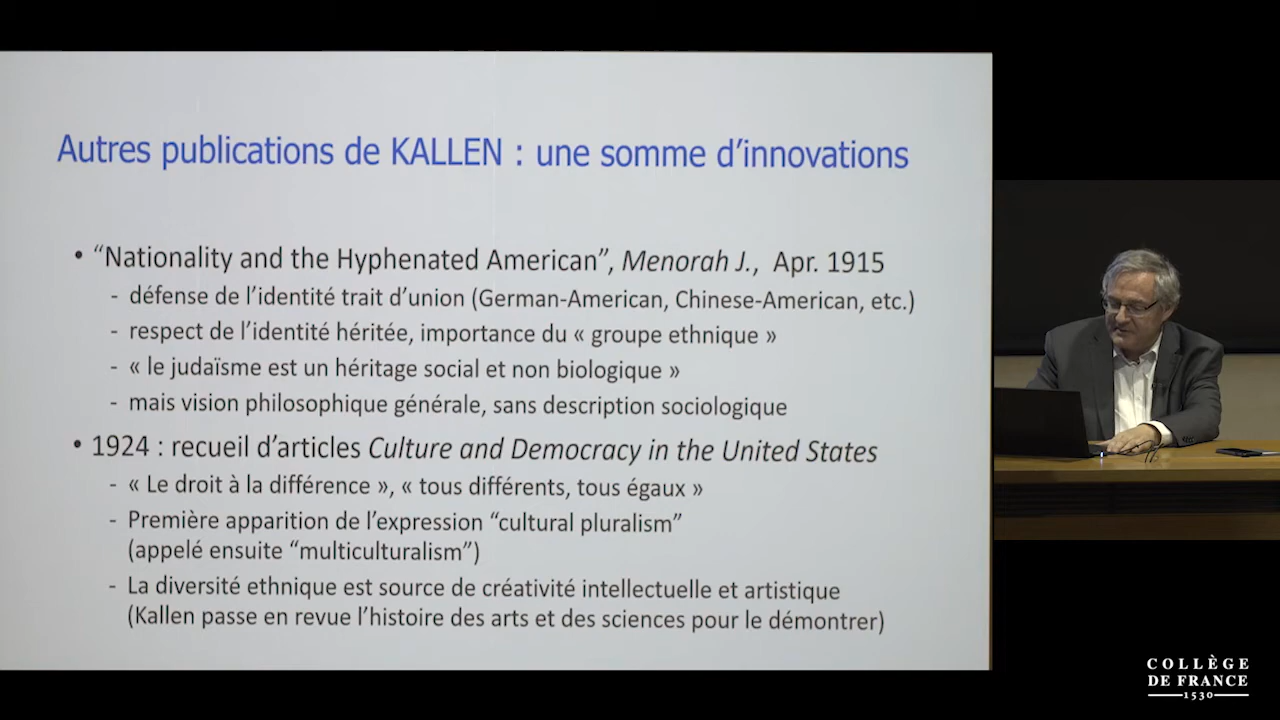 Autres publications de KALLEN : une somme d’innovations
• “Nationality and the Hyphenated American”, Menorah J., Apr. 1915
- défense de l’identité trait d’union (German-American, Chinese-American, etc.)
- respect de l’identité héritée, importance du « groupe ethnique »
- « le judaïsme est un héritage social et non biologique »
- mais vision philosophique générale, sans description sociologique
• 1924 : recueil d’articles Culture and Democracy in the United States
- « Le droit à la différence », « tous différents, tous égaux »
- Première apparition de l’expression “cultural pluralism”
(appelé ensuite “multiculturalism”)
- La diversité ethnique est source de créativité intellectuelle et artistique
(Kallen passe en revue l’histoire des arts et des sciences pour le démontrer)
COLLÈGE
DE FRANCE
1530